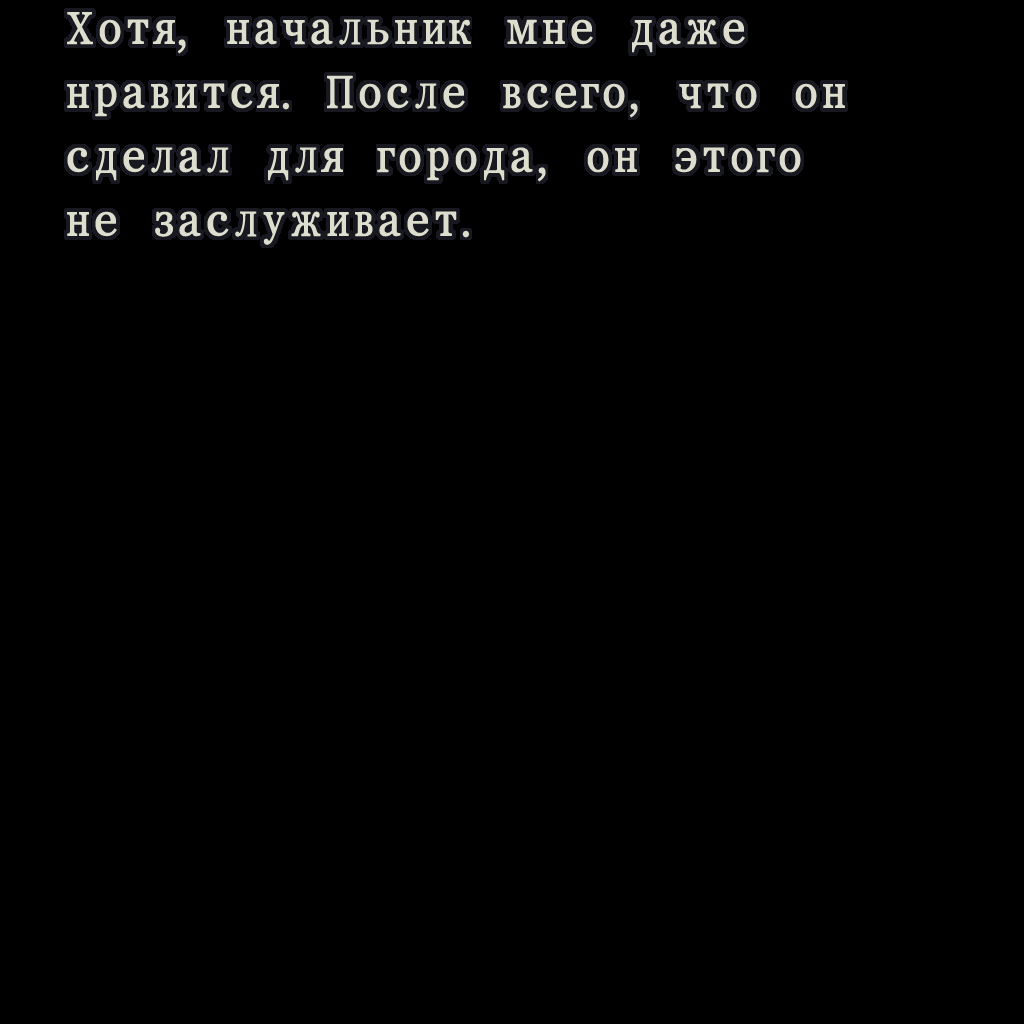 Хотя, начальник мне даже
нравится. После всего, что он
сделал для города, он этого
не заслуживает.